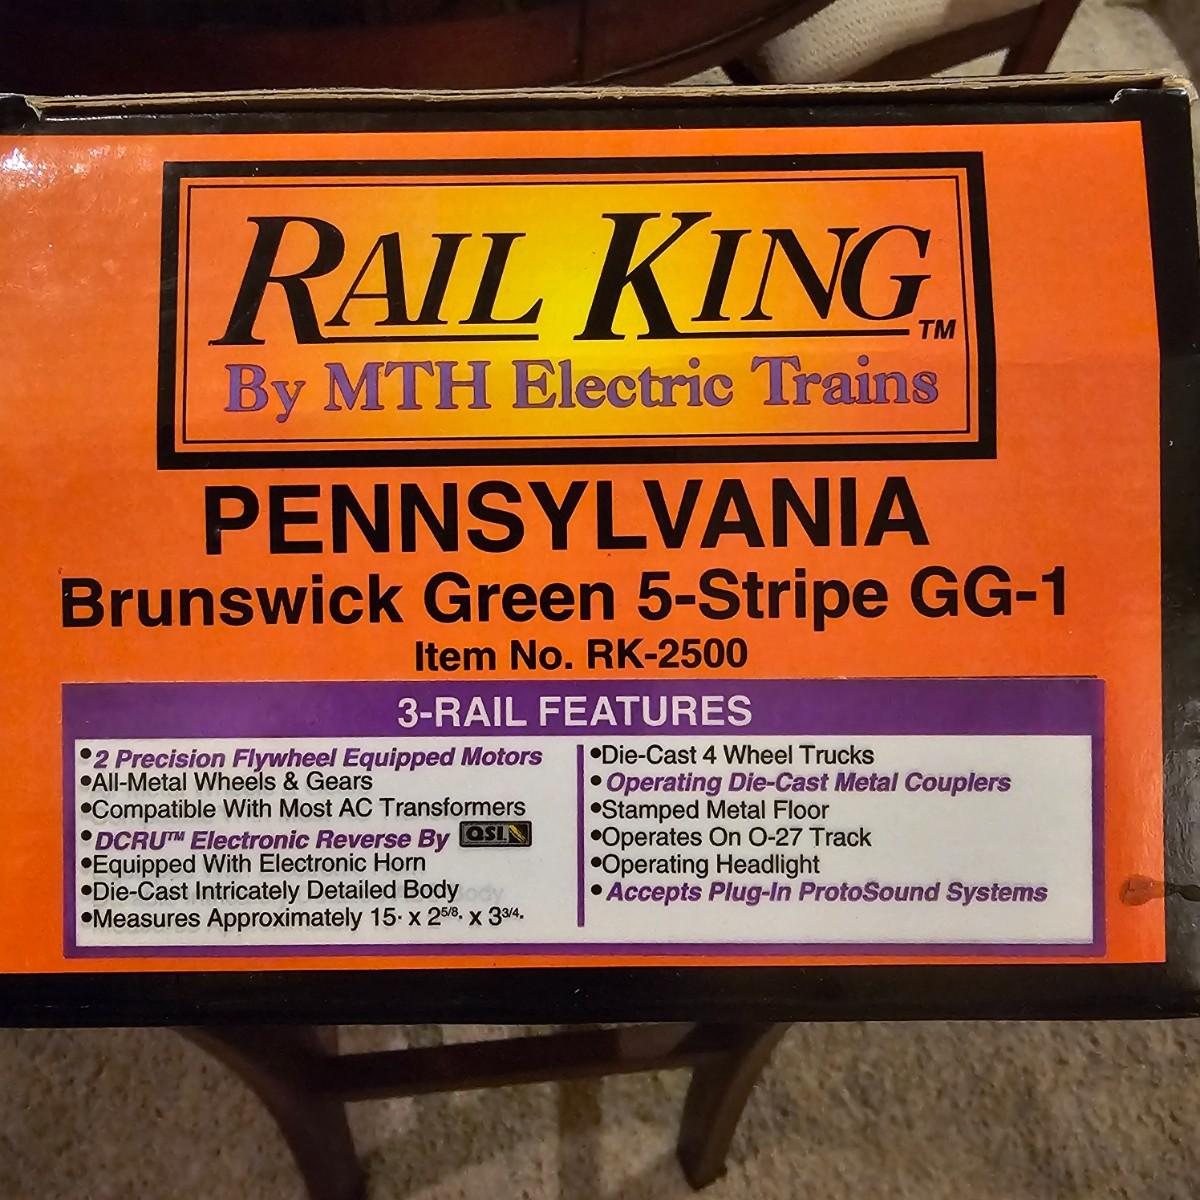 RAIL KING TM
By MTH Electric Trains
PENNSYLVANIA
Brunswick Green 5-Stripe GG-1
Item No. RK-2500
3-RAIL FEATURES
•2 Precision Flywheel Equipped Motors
•All-Metal Wheels & Gears
•Compatible With Most AC Transformers
•DCRU™ Electronic Reverse By QSI
•Equipped With Electronic Horn
•Die-Cast Intricately Detailed Body
•Measures Approximately 15" x 2 5/8" x 3 3/4"
•Die-Cast 4 Wheel Trucks
•Operating Die-Cast Metal Couplers
•Stamped Metal Floor
•Operates On O-27 Track
•Operating Headlight
•Accepts Plug-In ProtoSound Systems